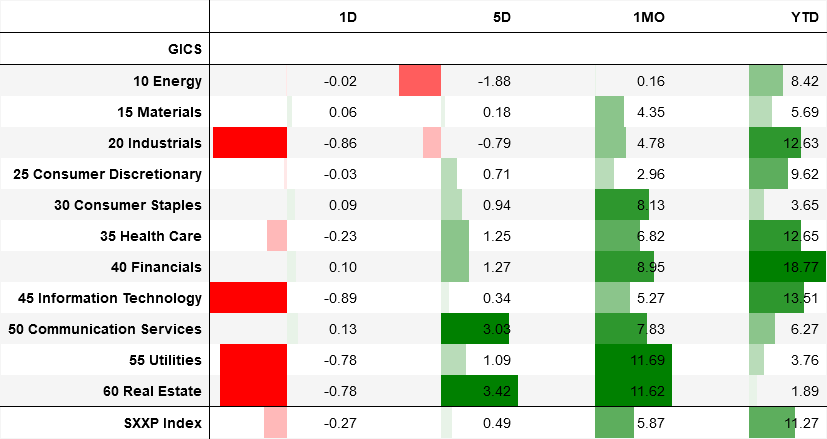 1D 5D 1MO YTD
GICS
10 Energy -0.02 -1.88 0.16 8.42
15 Materials 0.06 0.18 4.35 5.69
20 Industrials -0.86 -0.79 4.78 12.63
25 Consumer Discretionary -0.03 0.71 2.96 9.62
30 Consumer Staples 0.09 0.94 8.13 3.65
35 Health Care -0.23 1.25 6.82 12.65
40 Financials 0.10 1.27 8.95 18.77
45 Information Technology -0.89 0.34 5.27 13.51
50 Communication Services 0.13 3.03 7.83 6.27
55 Utilities -0.78 1.09 11.69 3.76
60 Real Estate -0.78 3.42 11.62 1.89
SXXP Index -0.27 0.49 5.87 11.27